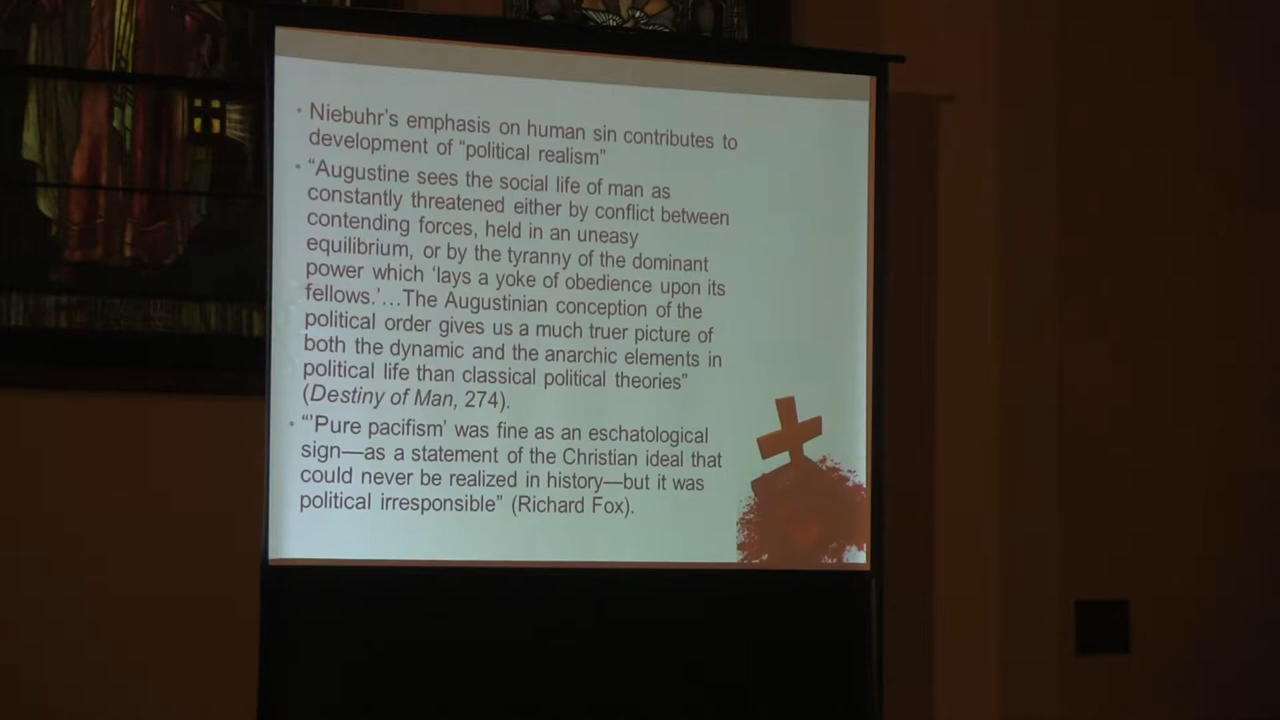 • Niebuhr's emphasis on human sin contributes to
development of “political realism”
• “Augustine sees the social life of man as
constantly threatened either by conflict between
contending forces, held in an uneasy
equilibrium, or by the tyranny of the dominant
power which ‘lays a yoke of obedience upon its
fellows.’…The Augustinian conception of the
political order gives us a much truer picture of
both the dynamic and the anarchic elements in
political life than classical political theories”
(Destiny of Man, 274).
• “’Pure pacifism’ was fine as an eschatological
sign—as a statement of the Christian ideal that
could never be realized in history—but it was
political irresponsible” (Richard Fox).